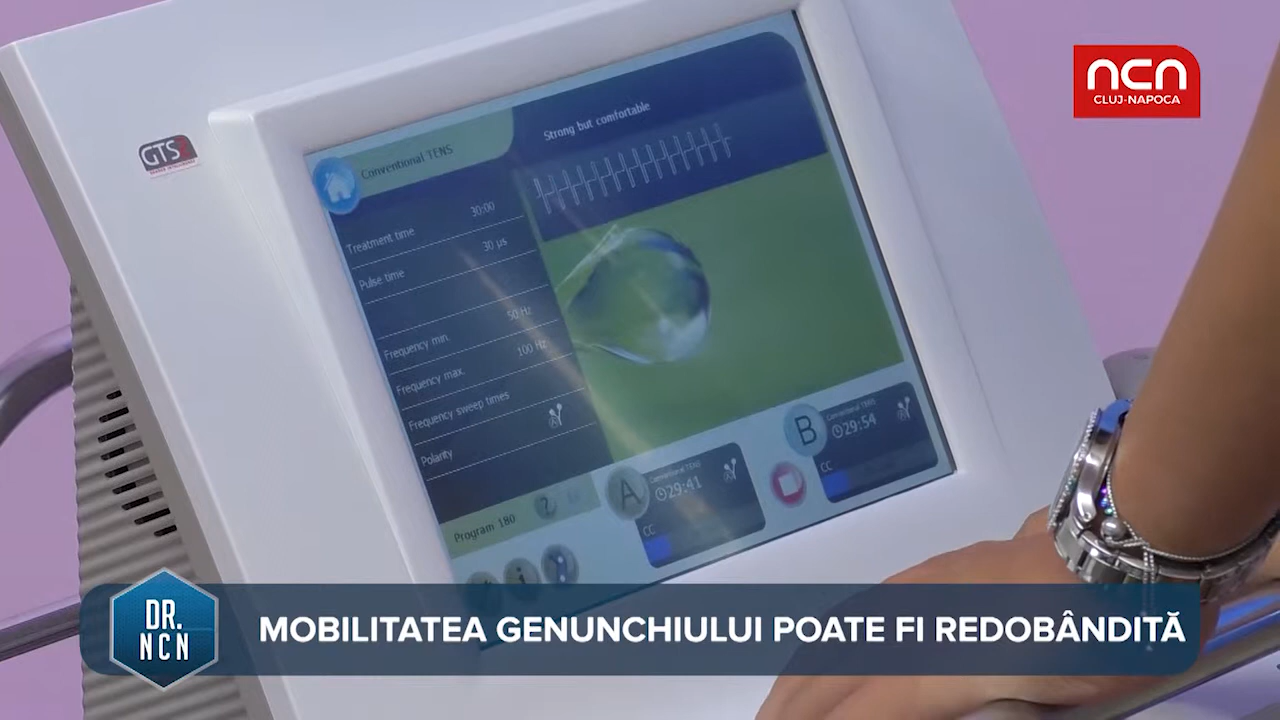 ncn
CLUJ-NAPOCA
GTS
Conventional TENS
Strong but comfortable
Treatment time 30:00
Pulse time 30 µs
Frequency min. 50 Hz
Frequency max. 100 Hz
Frequency sweep times
Polarity
Program 180
?
A
Conventional TENS
29:41
CC
B
Conventional TENS
29:54
CC
i
DR.
NCN
MOBILITATEA GENUNCHIULUI POATE FI REDOBÂNDITĂ